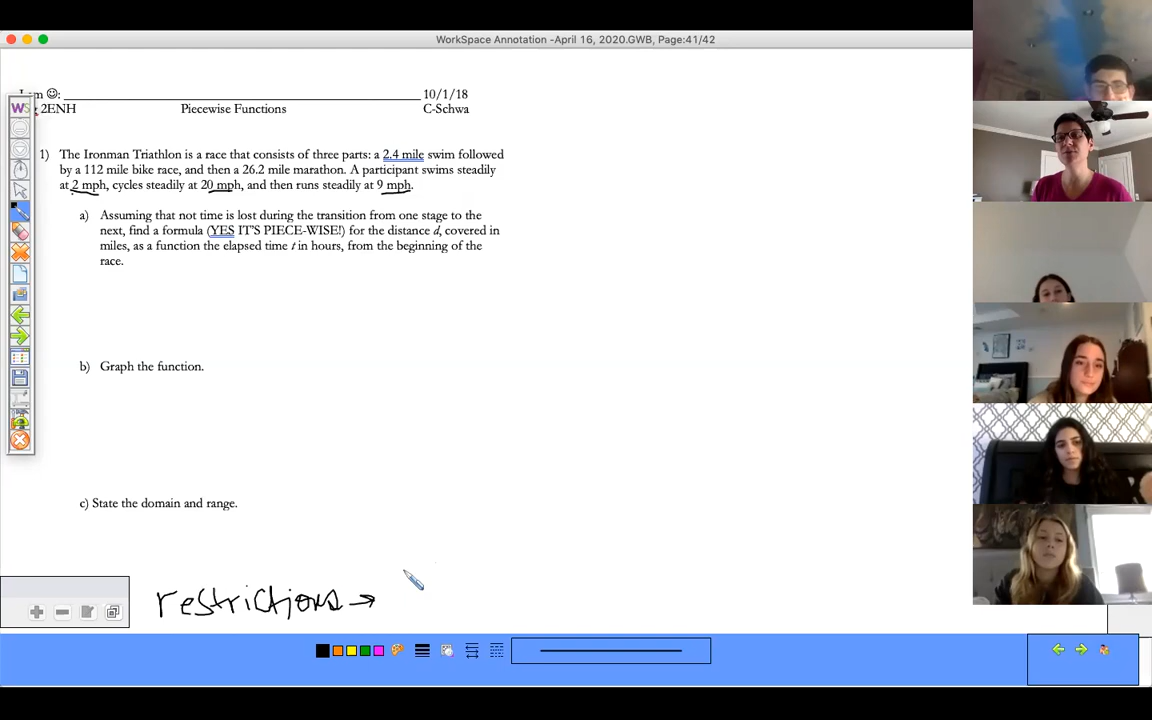 WorkSpace Annotation -April 16, 2020.GWB, Page:41/42
☺: 10/1/18
2ENH Piecewise Functions C-Schwa
1) The Ironman Triathlon is a race that consists of three parts: a 2.4 mile swim followed
by a 112 mile bike race, and then a 26.2 mile marathon. A participant swims steadily
at 2 mph, cycles steadily at 20 mph, and then runs steadily at 9 mph.
a) Assuming that not time is lost during the transition from one stage to the
next, find a formula (YES IT'S PIECE-WISE!) for the distance d, covered in
miles, as a function the elapsed time t in hours, from the beginning of the
race.
b) Graph the function.
c) State the domain and range.
restrictions →